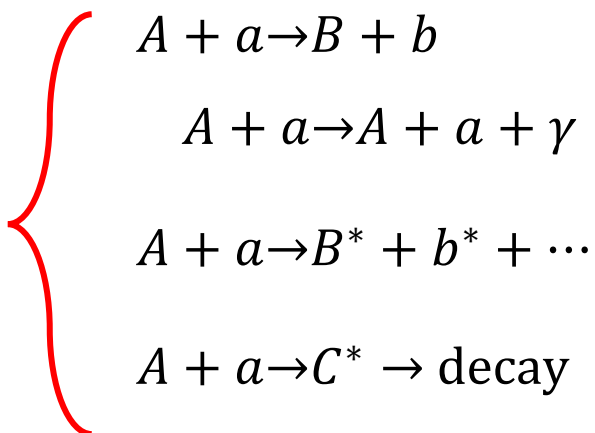 A + a→B + b
A + a→A + a + γ
A + a→B* + b* + ⋯
A + a→C* → decay